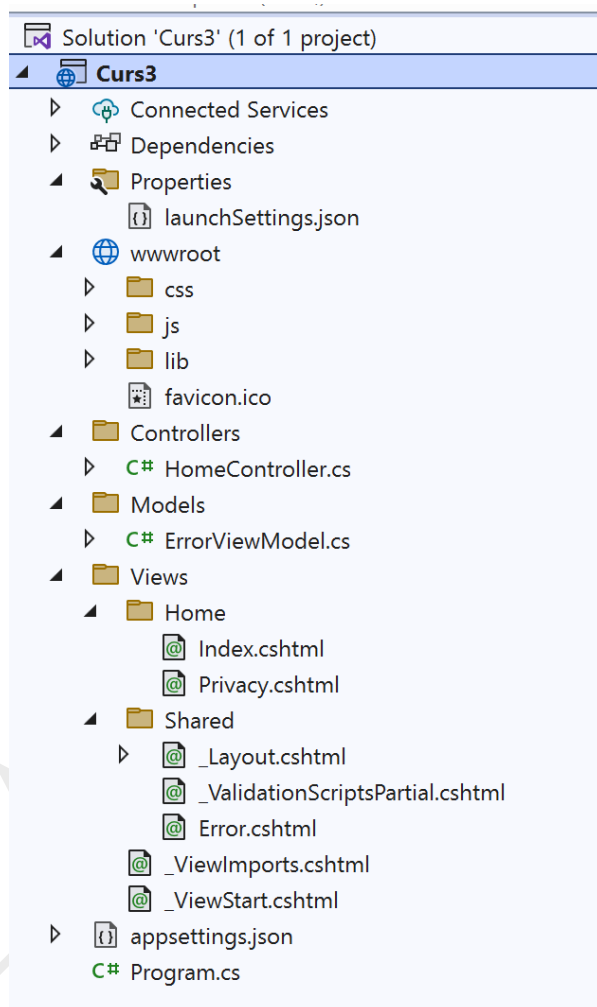 Solution 'Curs3' (1 of 1 project)
Curs3
Connected Services
Dependencies
Properties
launchSettings.json
wwwroot
css
js
lib
favicon.ico
Controllers
C# HomeController.cs
Models
C# ErrorViewModel.cs
Views
Home
Index.cshtml
Privacy.cshtml
Shared
_Layout.cshtml
_ValidationScriptsPartial.cshtml
Error.cshtml
_ViewImports.cshtml
_ViewStart.cshtml
appsettings.json
C# Program.cs